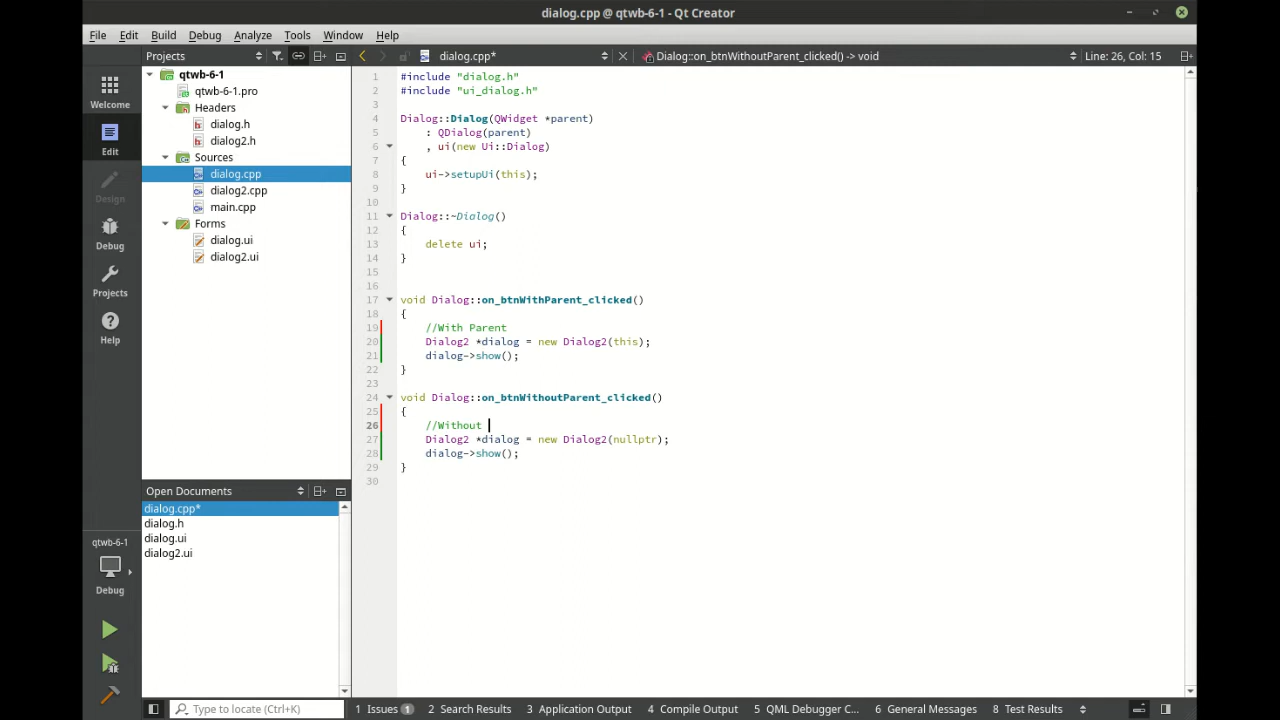 dialog.cpp @ qtwb-6-1 - Qt Creator
File Edit Build Debug Analyze Tools Window Help
Projects
dialog.cpp*
Dialog::on_btnWithoutParent_clicked() -> void
Line: 26, Col: 15
Welcome
Edit
Design
Debug
Projects
Help
qtwb-6-1
Debug
qtwb-6-1
qtwb-6-1.pro
Headers
dialog.h
dialog2.h
Sources
dialog.cpp
dialog2.cpp
main.cpp
Forms
dialog.ui
dialog2.ui
Open Documents
dialog.cpp*
dialog.h
dialog.ui
dialog2.ui
1 #include "dialog.h"
2 #include "ui_dialog.h"
3
4 Dialog::Dialog(QWidget *parent)
5 : QDialog(parent)
6 , ui(new Ui::Dialog)
7 {
8 ui->setupUi(this);
9 }
10
11 Dialog::~Dialog()
12 {
13 delete ui;
14 }
15
16
17 void Dialog::on_btnWithParent_clicked()
18 {
19 //With Parent
20 Dialog2 *dialog = new Dialog2(this);
21 dialog->show();
22 }
23
24 void Dialog::on_btnWithoutParent_clicked()
25 {
26 //Without
27 Dialog2 *dialog = new Dialog2(nullptr);
28 dialog->show();
29 }
30
Type to locate (Ctrl+K)
1 Issues 1 2 Search Results 3 Application Output 4 Compile Output 5 QML Debugger C... 6 General Messages 8 Test Results